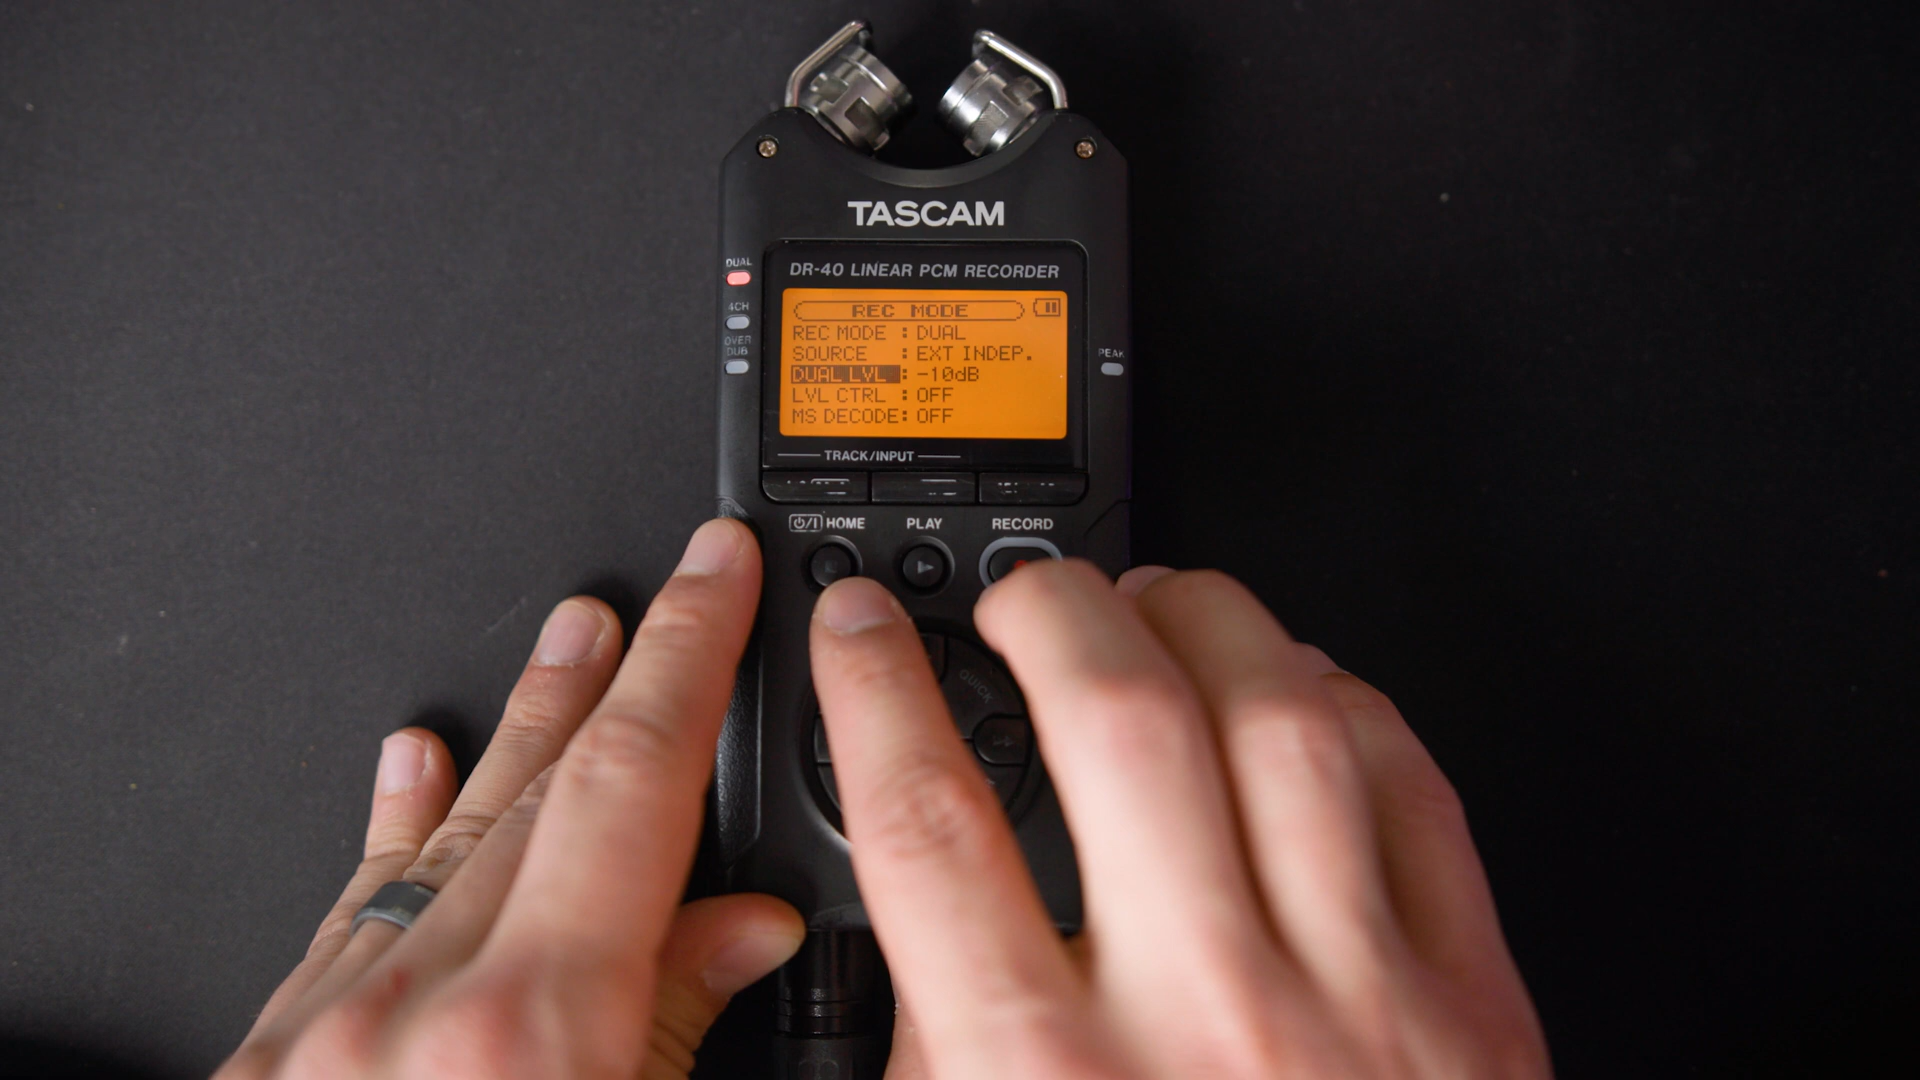 TASCAM
DUAL
DR-40 LINEAR PCM RECORDER
4CH
OVER
DUB
PEAK
REC MODE
REC MODE : DUAL
SOURCE : EXT INDEP.
DUAL LVL : -10dB
LVL CTRL : OFF
MS DECODE : OFF
TRACK/INPUT
HOME PLAY RECORD
QUICK